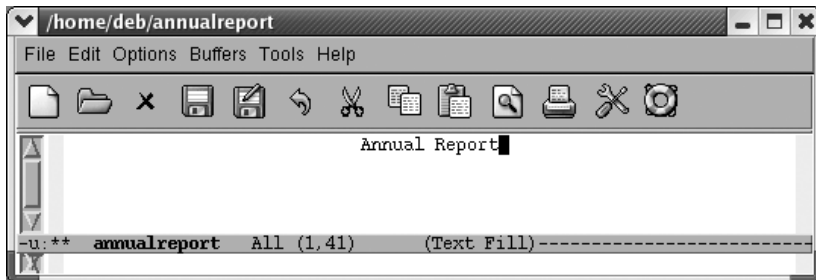 /home/deb/annualreport
File Edit Options Buffers Tools Help
Annual Report
-u:** annualreport All (1,41) (Text Fill)--------------------------